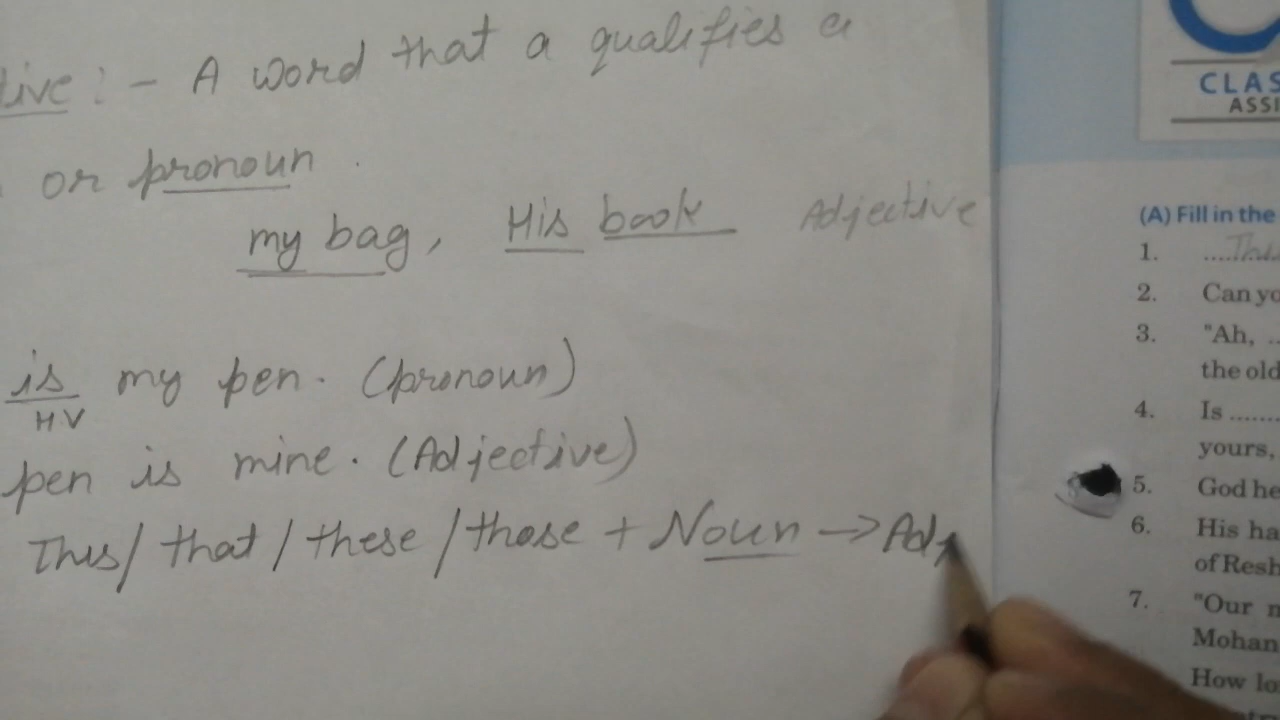 tive :- A word that a qualifies a
or pronoun .
my bag, His book Adjective
is my pen. (pronoun)
HV
pen is mine. (Adjective)
This/ that / these / those + Noun → Adj
CLAS
ASSI
(A) Fill in the
1. ....This
2. Can yo
3. "Ah, ..
the old
4. Is .......
yours,
5. God he
6. His ha
of Resh
7. "Our m
Mohan
How lo